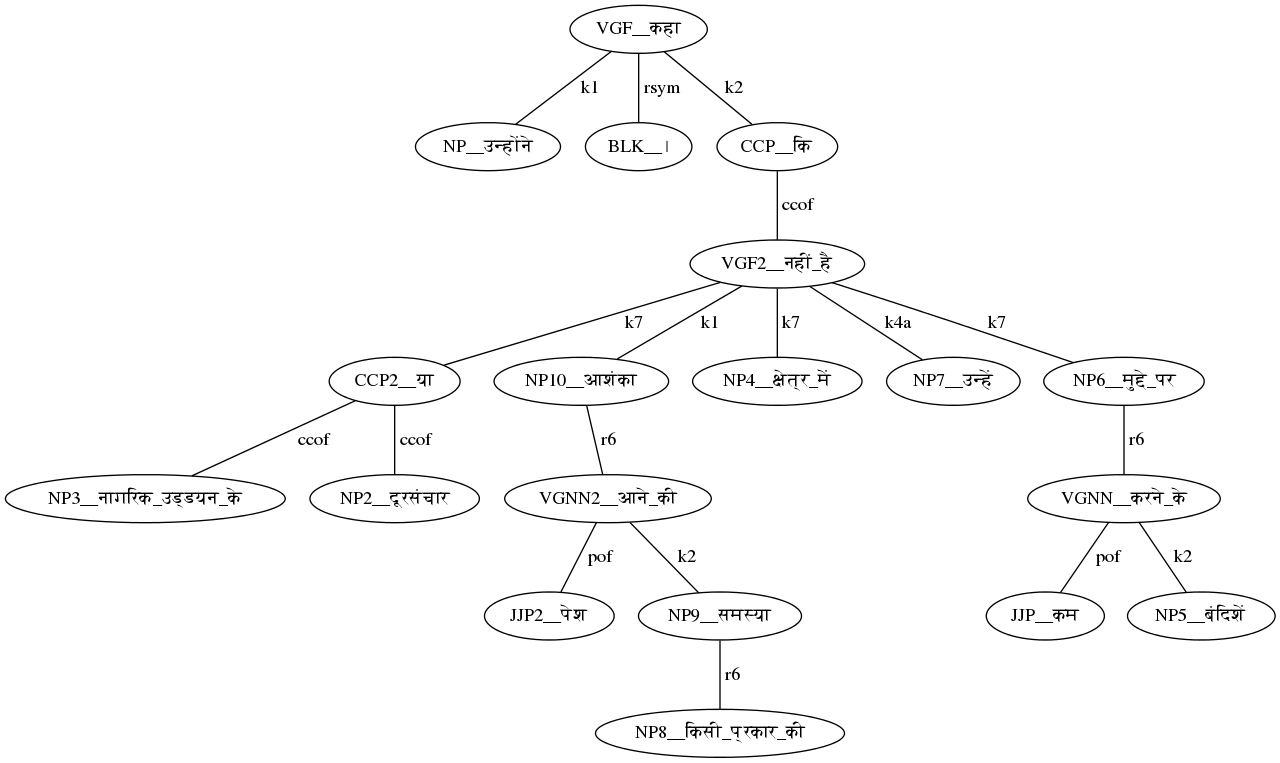 VGF__कहा
k1 rsym k2
NP__उन्होंने BLK__। CCP__कि
ccof
VGF2__नहीं_है
k7 k1 k7 k4a k7
CCP2__या NP10__आशंका NP4__क्षेत्र_में NP7__उन्हें NP6__मुद्दे_पर
ccof ccof r6 r6
NP3__नागरिक_उड्डयन_के NP2__दूरसंचार VGNN2__आने_की VGNN__करने_के
pof k2 pof k2
JJP2__पेश NP9__समस्या JJP__कम NP5__बंदिशें
r6
NP8__किसी_प्रकार_की